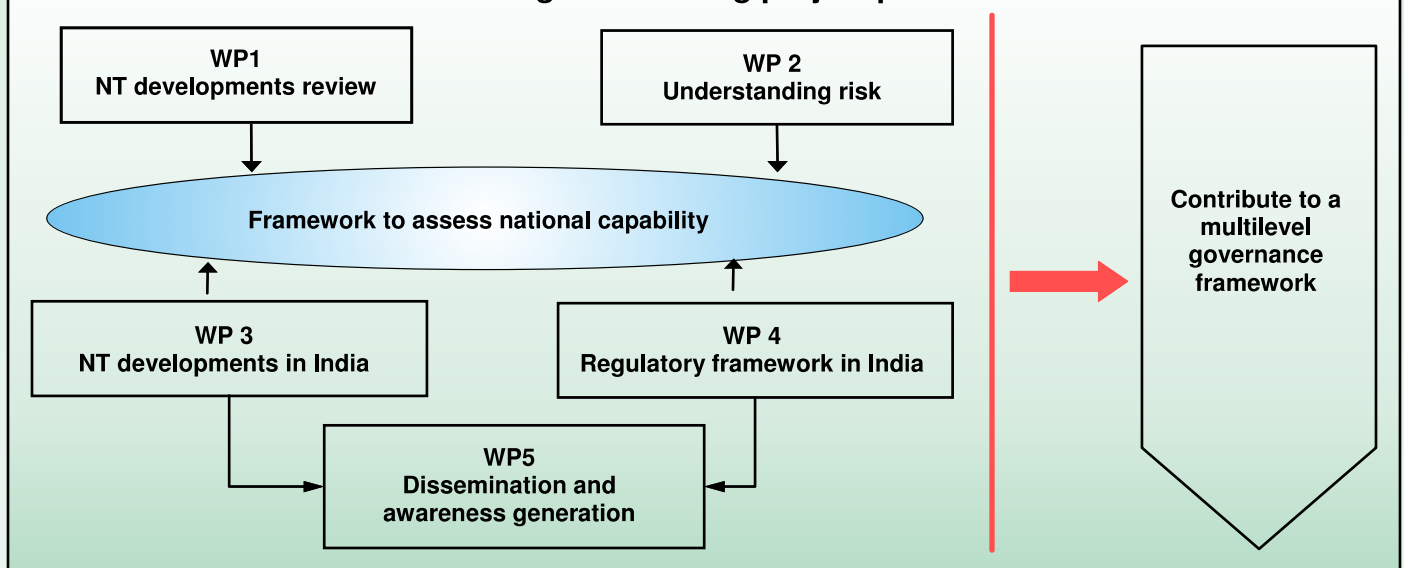 WP1
NT developments review
WP 2
Understanding risk
Framework to assess national capability
WP 3
NT developments in India
WP 4
Regulatory framework in India
WP5
Dissemination and
awareness generation
Contribute to a
multilevel
governance
framework